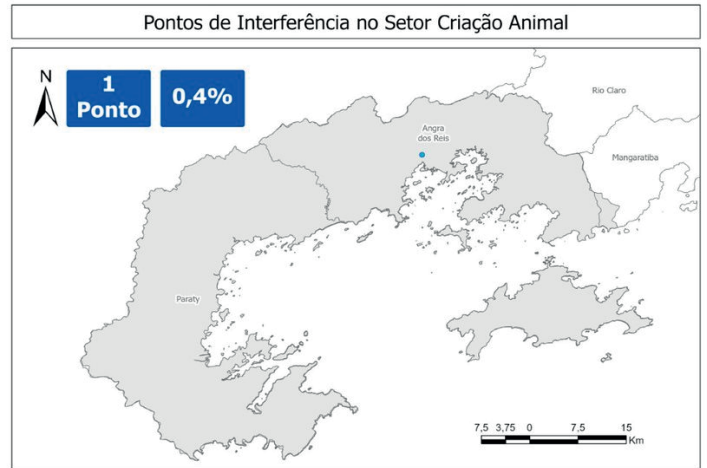 Pontos de Interferência no Setor Criação Animal
N
1
Ponto
0,4%
Rio Claro
Angra
dos Reis
Mangaratiba
Paraty
7,5 3,75 0 7,5 15
Km